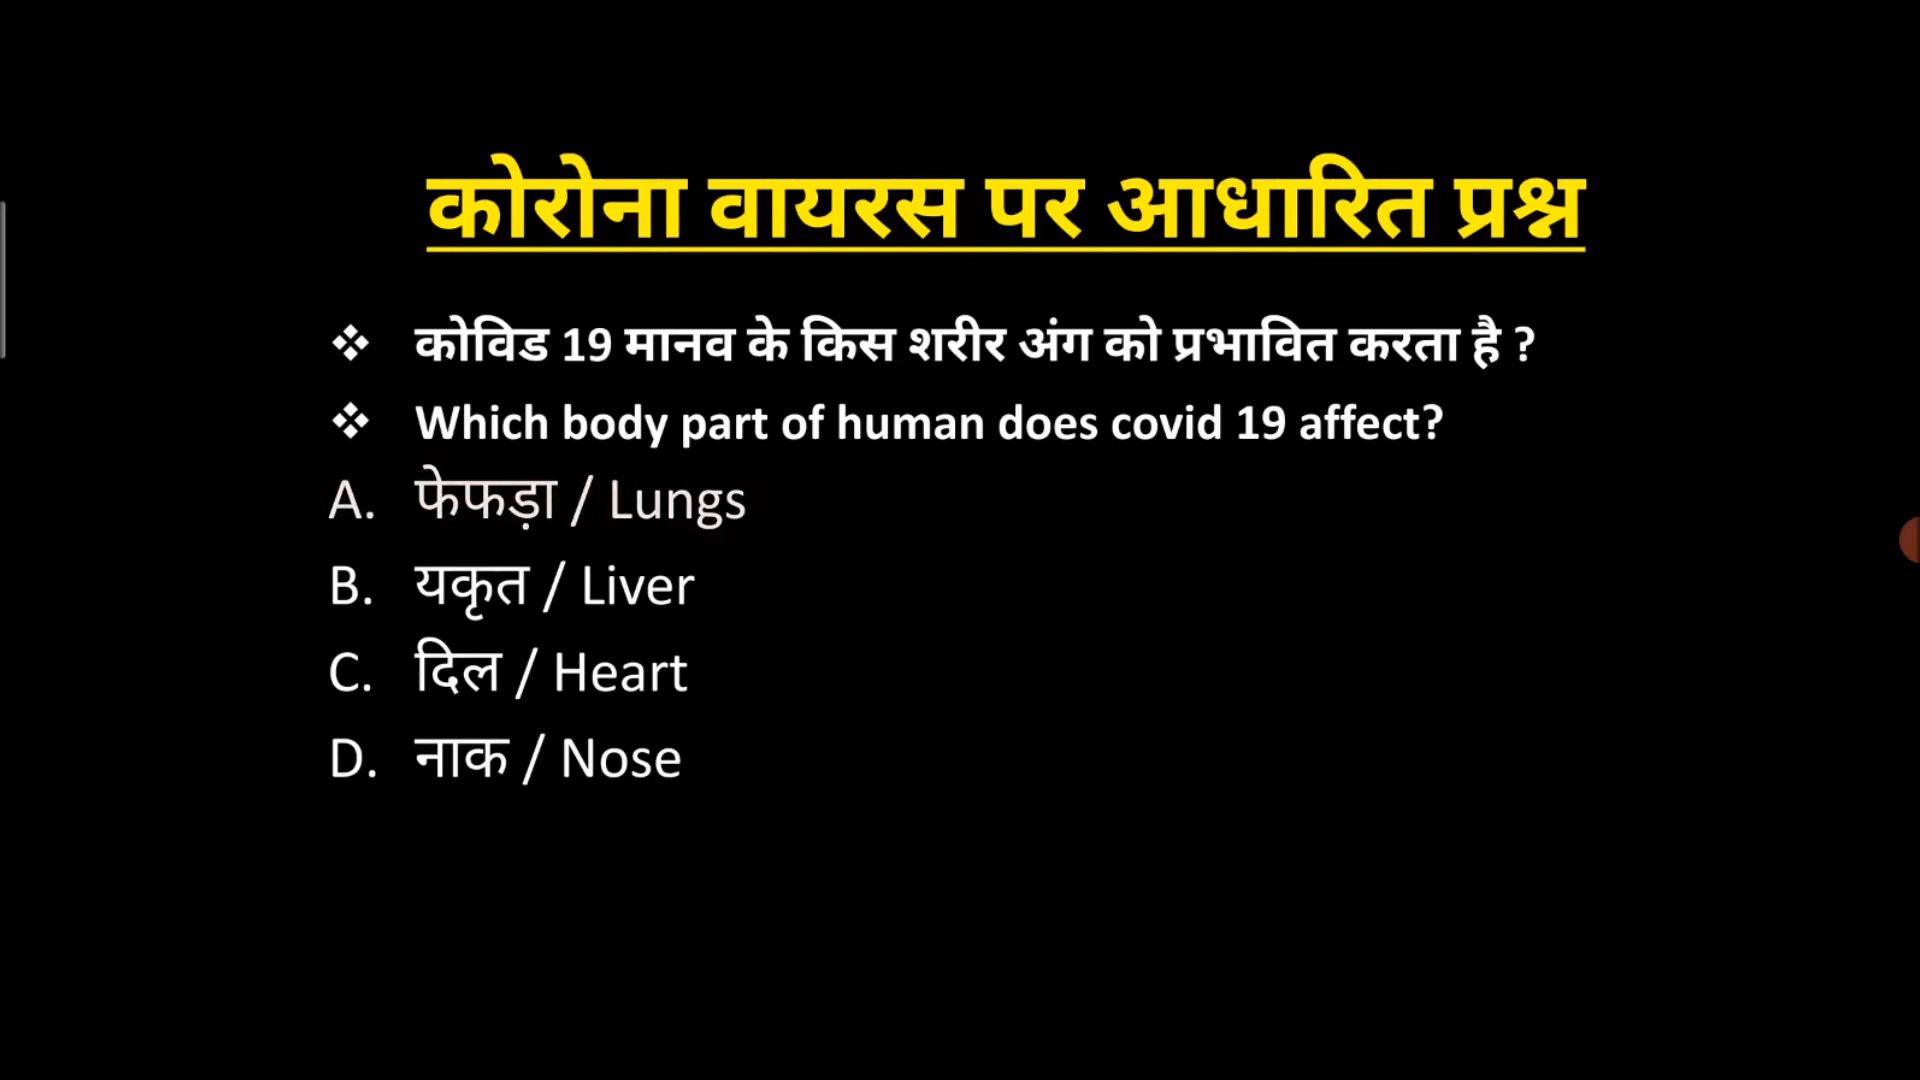 कोरोना वायरस पर आधारित प्रश्न
❖ कोविड 19 मानव के किस शरीर अंग को प्रभावित करता है ?
❖ Which body part of human does covid 19 affect?
A. फेफड़ा / Lungs
B. यकृत / Liver
C. दिल / Heart
D. नाक / Nose